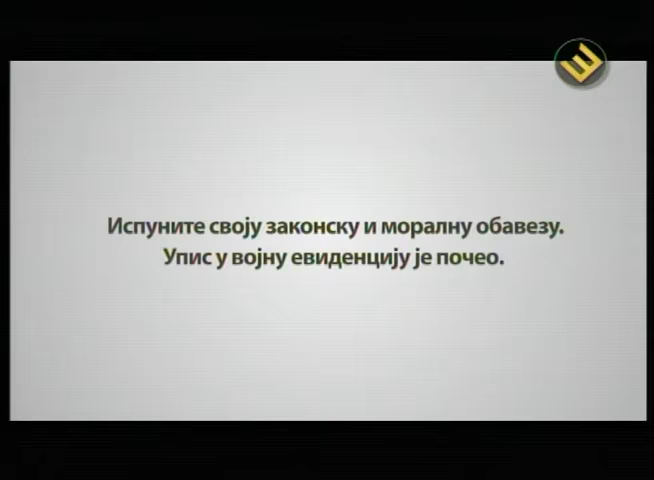 Испуните своју законску и моралну обавезу.
Упис у војну евиденцију је почео.